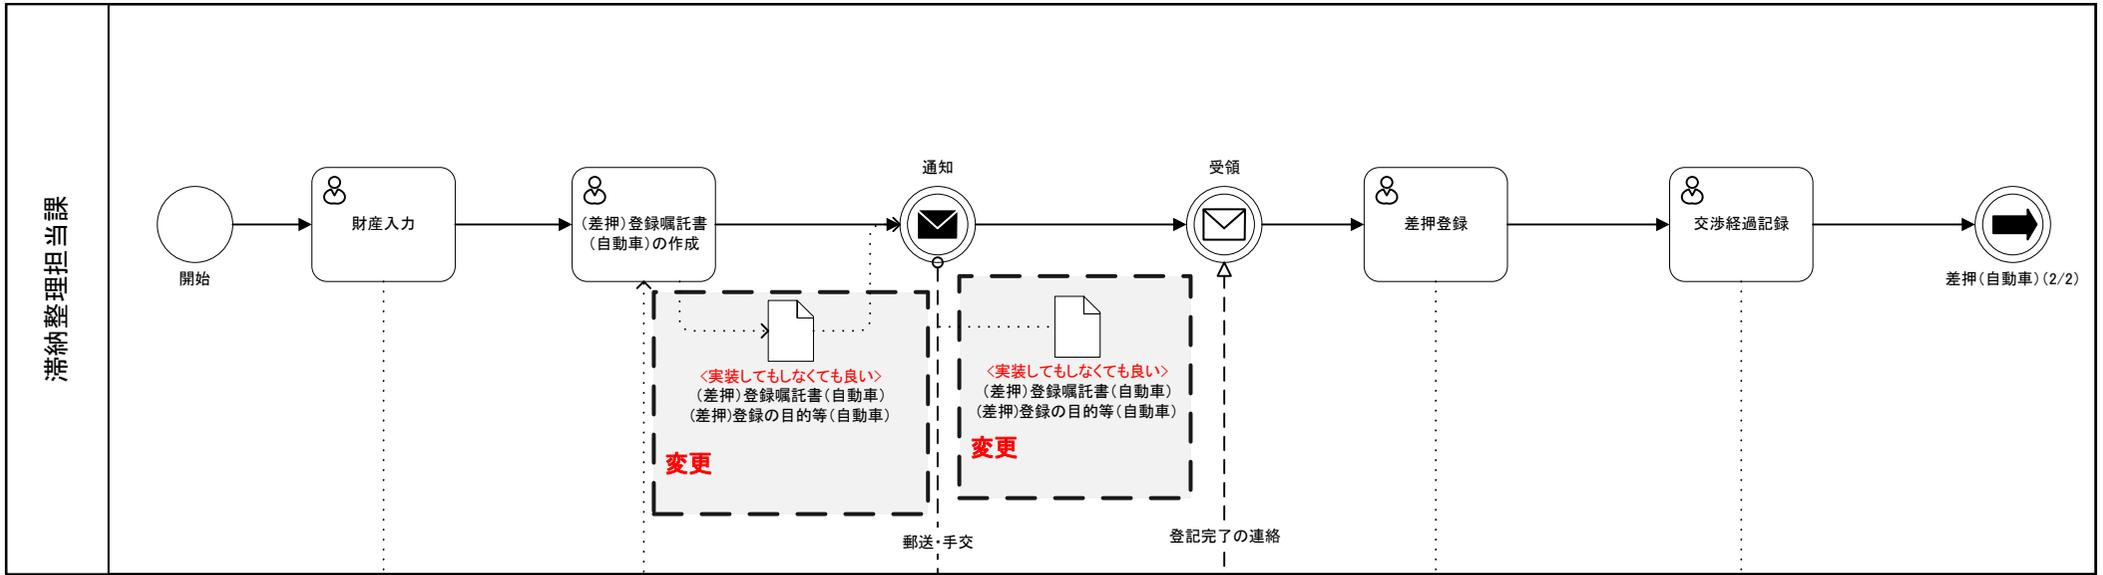 滞納整理担当課
開始
財産入力
（差押）登録嘱託書
（自動車）の作成
<実装してもしなくても良い>
（差押）登録嘱託書（自動車）
（差押）登録の目的等（自動車）
変更
通知
郵送・手交
<実装してもしなくても良い>
（差押）登録嘱託書（自動車）
（差押）登録の目的等（自動車）
変更
受領
登記完了の連絡
差押登録
交渉経過記録
差押（自動車）（2/2）